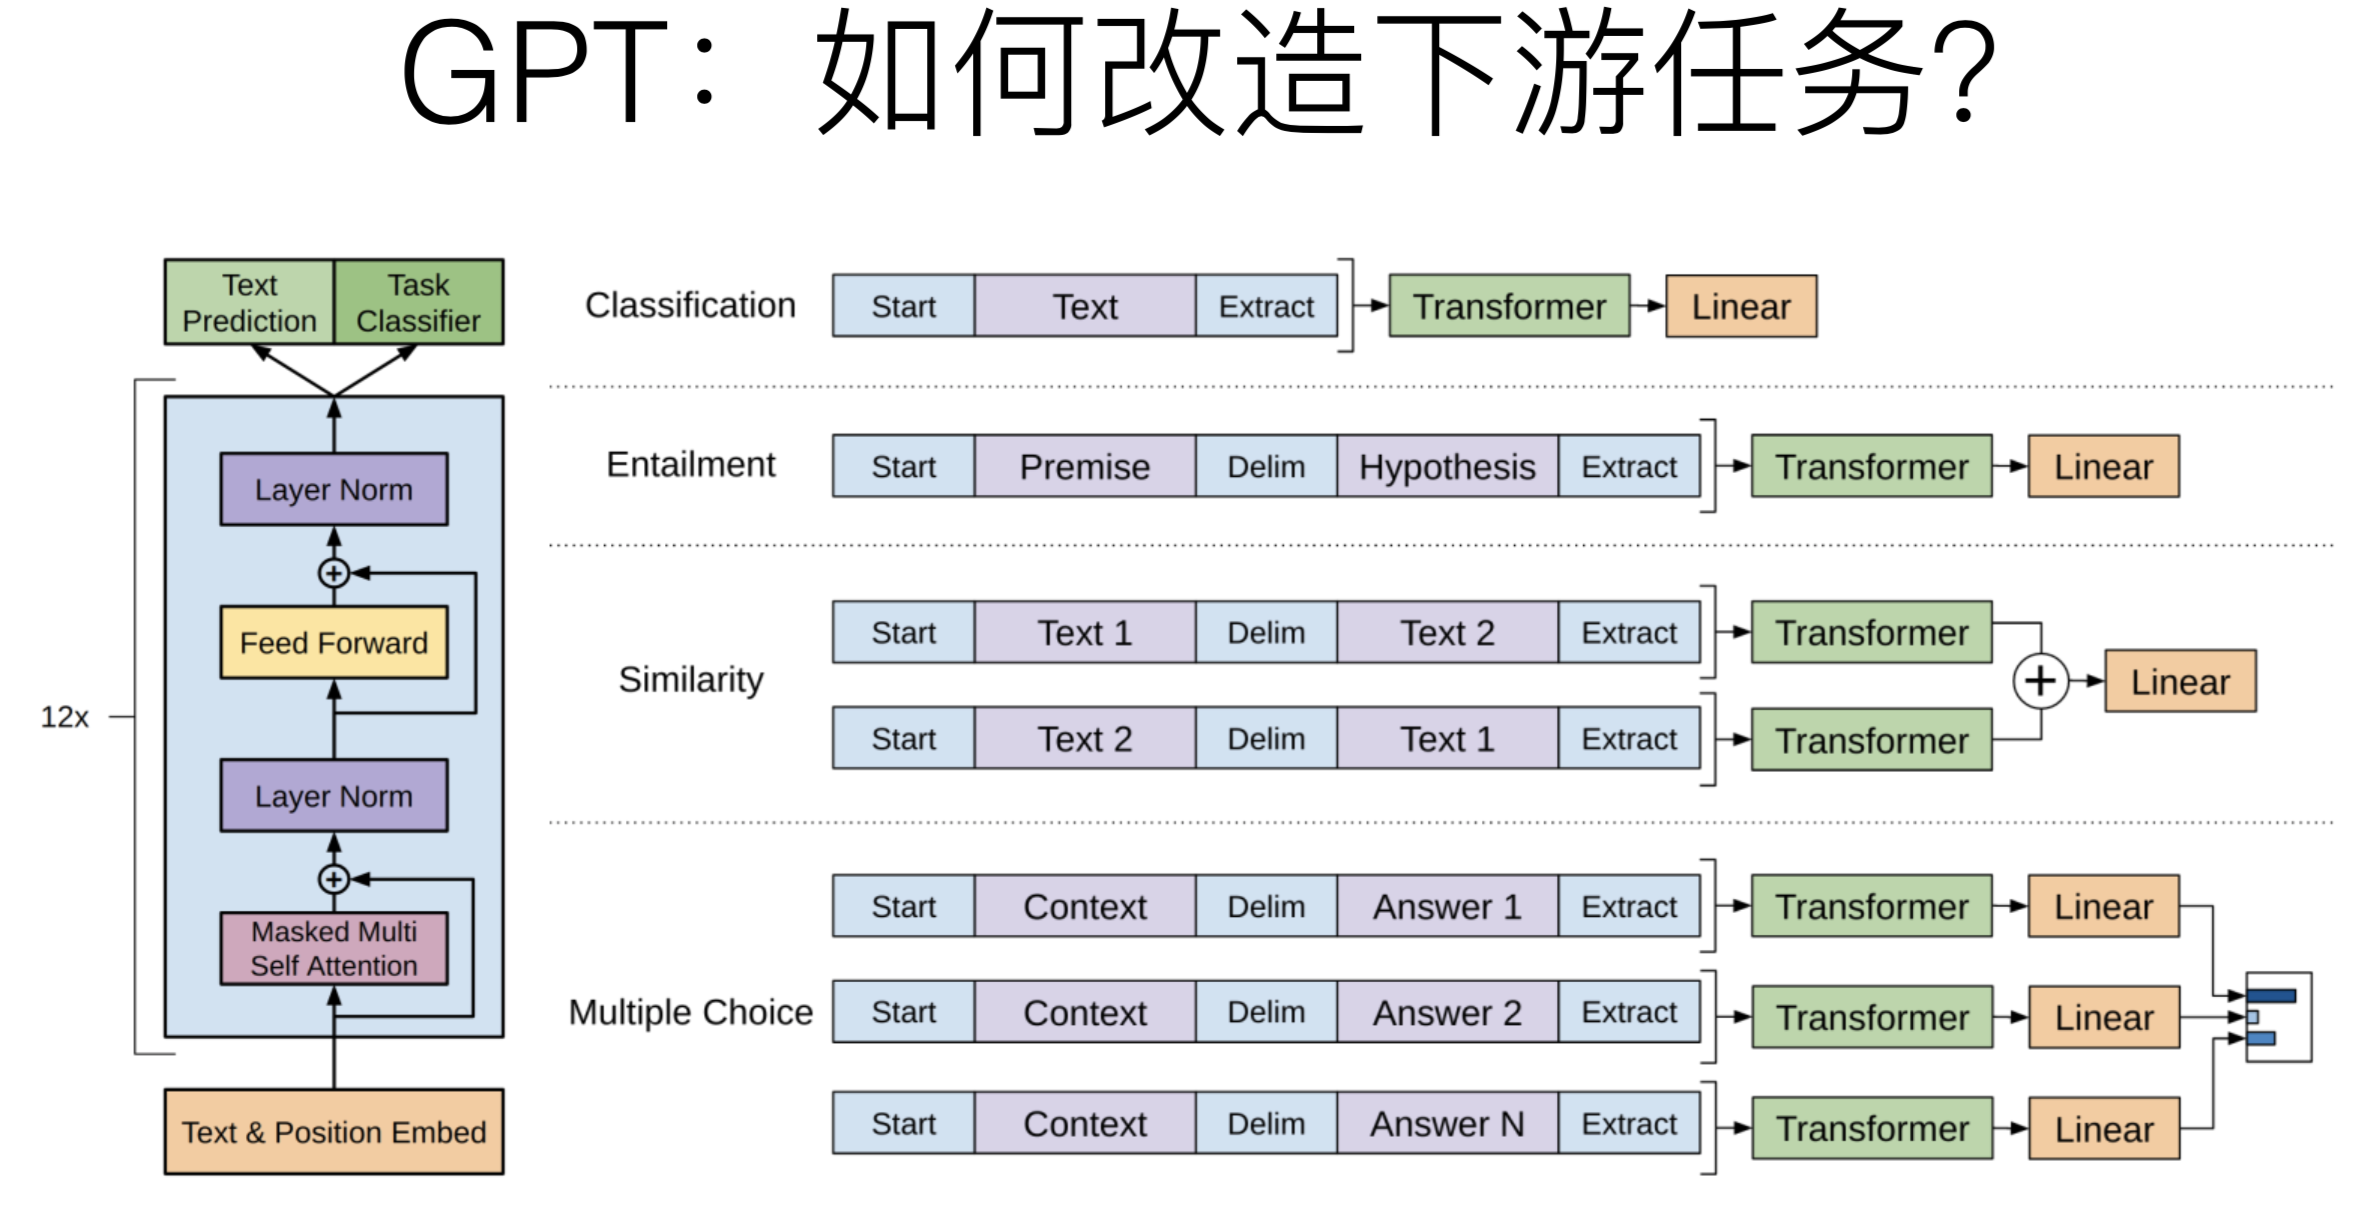 GPT：如何改造下游任务？
Text
Prediction
Task
Classifier
12x
Layer Norm
Feed Forward
Layer Norm
Masked Multi
Self Attention
Text & Position Embed
Classification
Start Text Extract Transformer Linear
Entailment
Start Premise Delim Hypothesis Extract Transformer Linear
Similarity
Start Text 1 Delim Text 2 Extract Transformer
Start Text 2 Delim Text 1 Extract Transformer
+ Linear
Multiple Choice
Start Context Delim Answer 1 Extract Transformer Linear
Start Context Delim Answer 2 Extract Transformer Linear
Start Context Delim Answer N Extract Transformer Linear